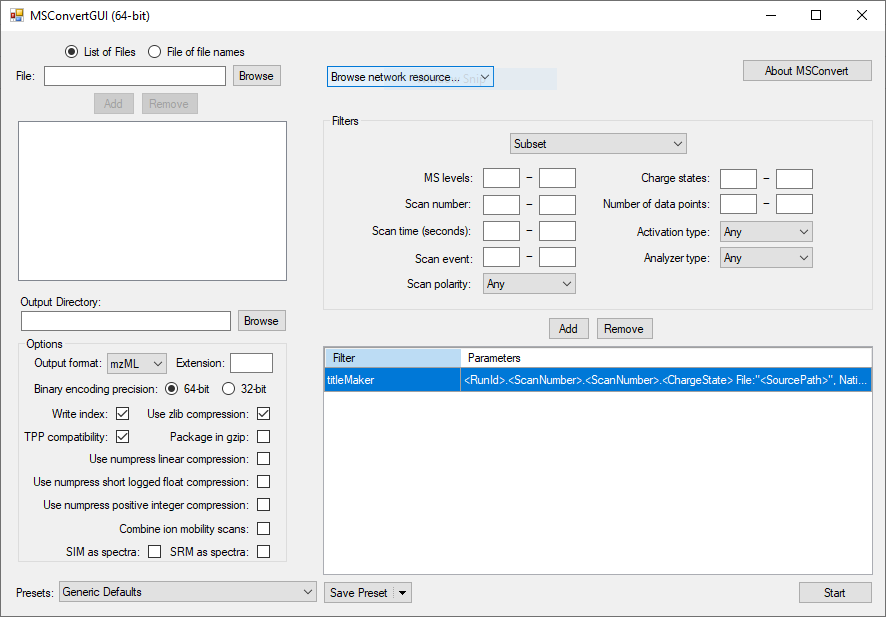 MSConvertGUI (64-bit)
List of Files File of file names
File: Browse Browse network resource... Snip About MSConvert
Add Remove
Filters
Subset
MS levels: – Charge states: –
Scan number: – Number of data points: –
Scan time (seconds): – Activation type: Any
Scan event: – Analyzer type: Any
Scan polarity: Any
Output Directory:
Browse
Add Remove
Options
Output format: mzML Extension:
Binary encoding precision: 64-bit 32-bit
Write index: Use zlib compression:
TPP compatibility: Package in gzip:
Use numpress linear compression:
Use numpress short logged float compression:
Use numpress positive integer compression:
Combine ion mobility scans:
SIM as spectra: SRM as spectra:
Filter Parameters
titleMaker <RunId>.<ScanNumber>.<ScanNumber>.<ChargeState> File:"<SourcePath>", Nati...
Presets: Generic Defaults Save Preset Start